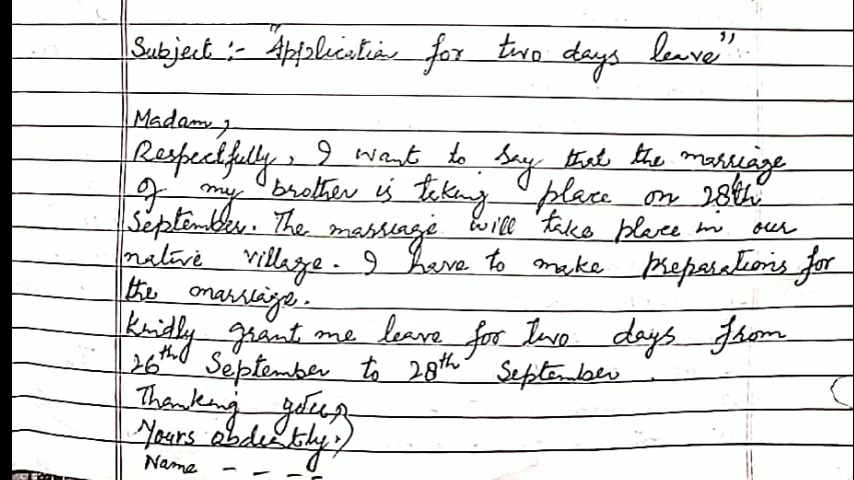 Subject :- "Application for two days leave"
Madam,
Respectfully, I want to say that the marriage
of my brother is teking place on 28th
September. The marriage will take place in our
native village. I have to make preparations for
the marriage.
Kindly grant me leave for two days from
26th September to 28th September.
Thanking you,
Yours obdiently,
Name - - - -